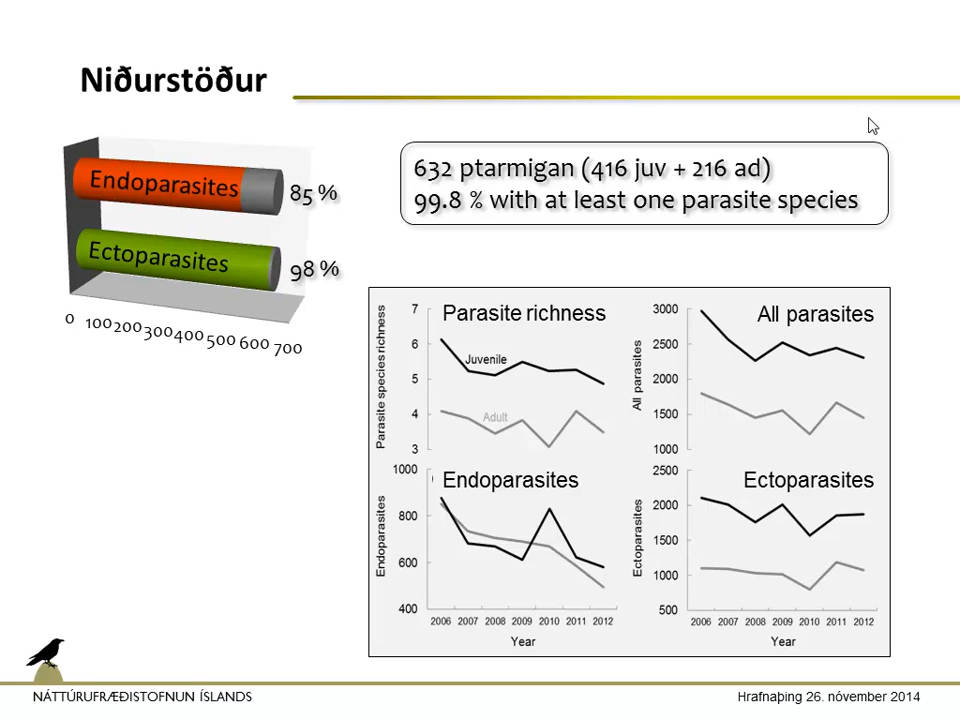 Niðurstöður
Endoparasites
85 %
Ectoparasites
98 %
0 100 200 300 400 500 600 700
632 ptarmigan (416 juv + 216 ad)
99.8 % with at least one parasite species
Parasite richness
Parasite species richness
7
6
5
4
3
Juvenile
Adult
All parasites
All parasites
3000
2500
2000
1500
1000
Endoparasites
Endoparasites
1000
800
600
400
2006 2007 2008 2009 2010 2011 2012
Year
Ectoparasites
Ectoparasites
2500
2000
1500
1000
500
2006 2007 2008 2009 2010 2011 2012
Year
NÁTTÚRUFRÆÐISTOFNUN ÍSLANDS
Hrafnaþing 26. nóvember 2014